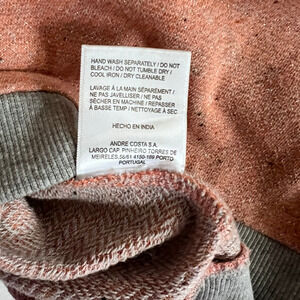 HAND WASH SEPARATELY / DO NOT
BLEACH / DO NOT TUMBLE DRY /
COOL IRON / DRY CLEANABLE
LAVAGE À LA MAIN SÉPARÉMENT /
NE PAS JAVELLISER / NE PAS
SÉCHER EN MACHINE / REPASSER
À BASSE TEMP / NETTOYAGE À SEC
HECHO EN INDIA
ANDRE COSTA S.A.
LARGO CAP. PINHEIRO TORRES DE
MEIRELES,56/61 4150-189 PORTO
PORTUGAL